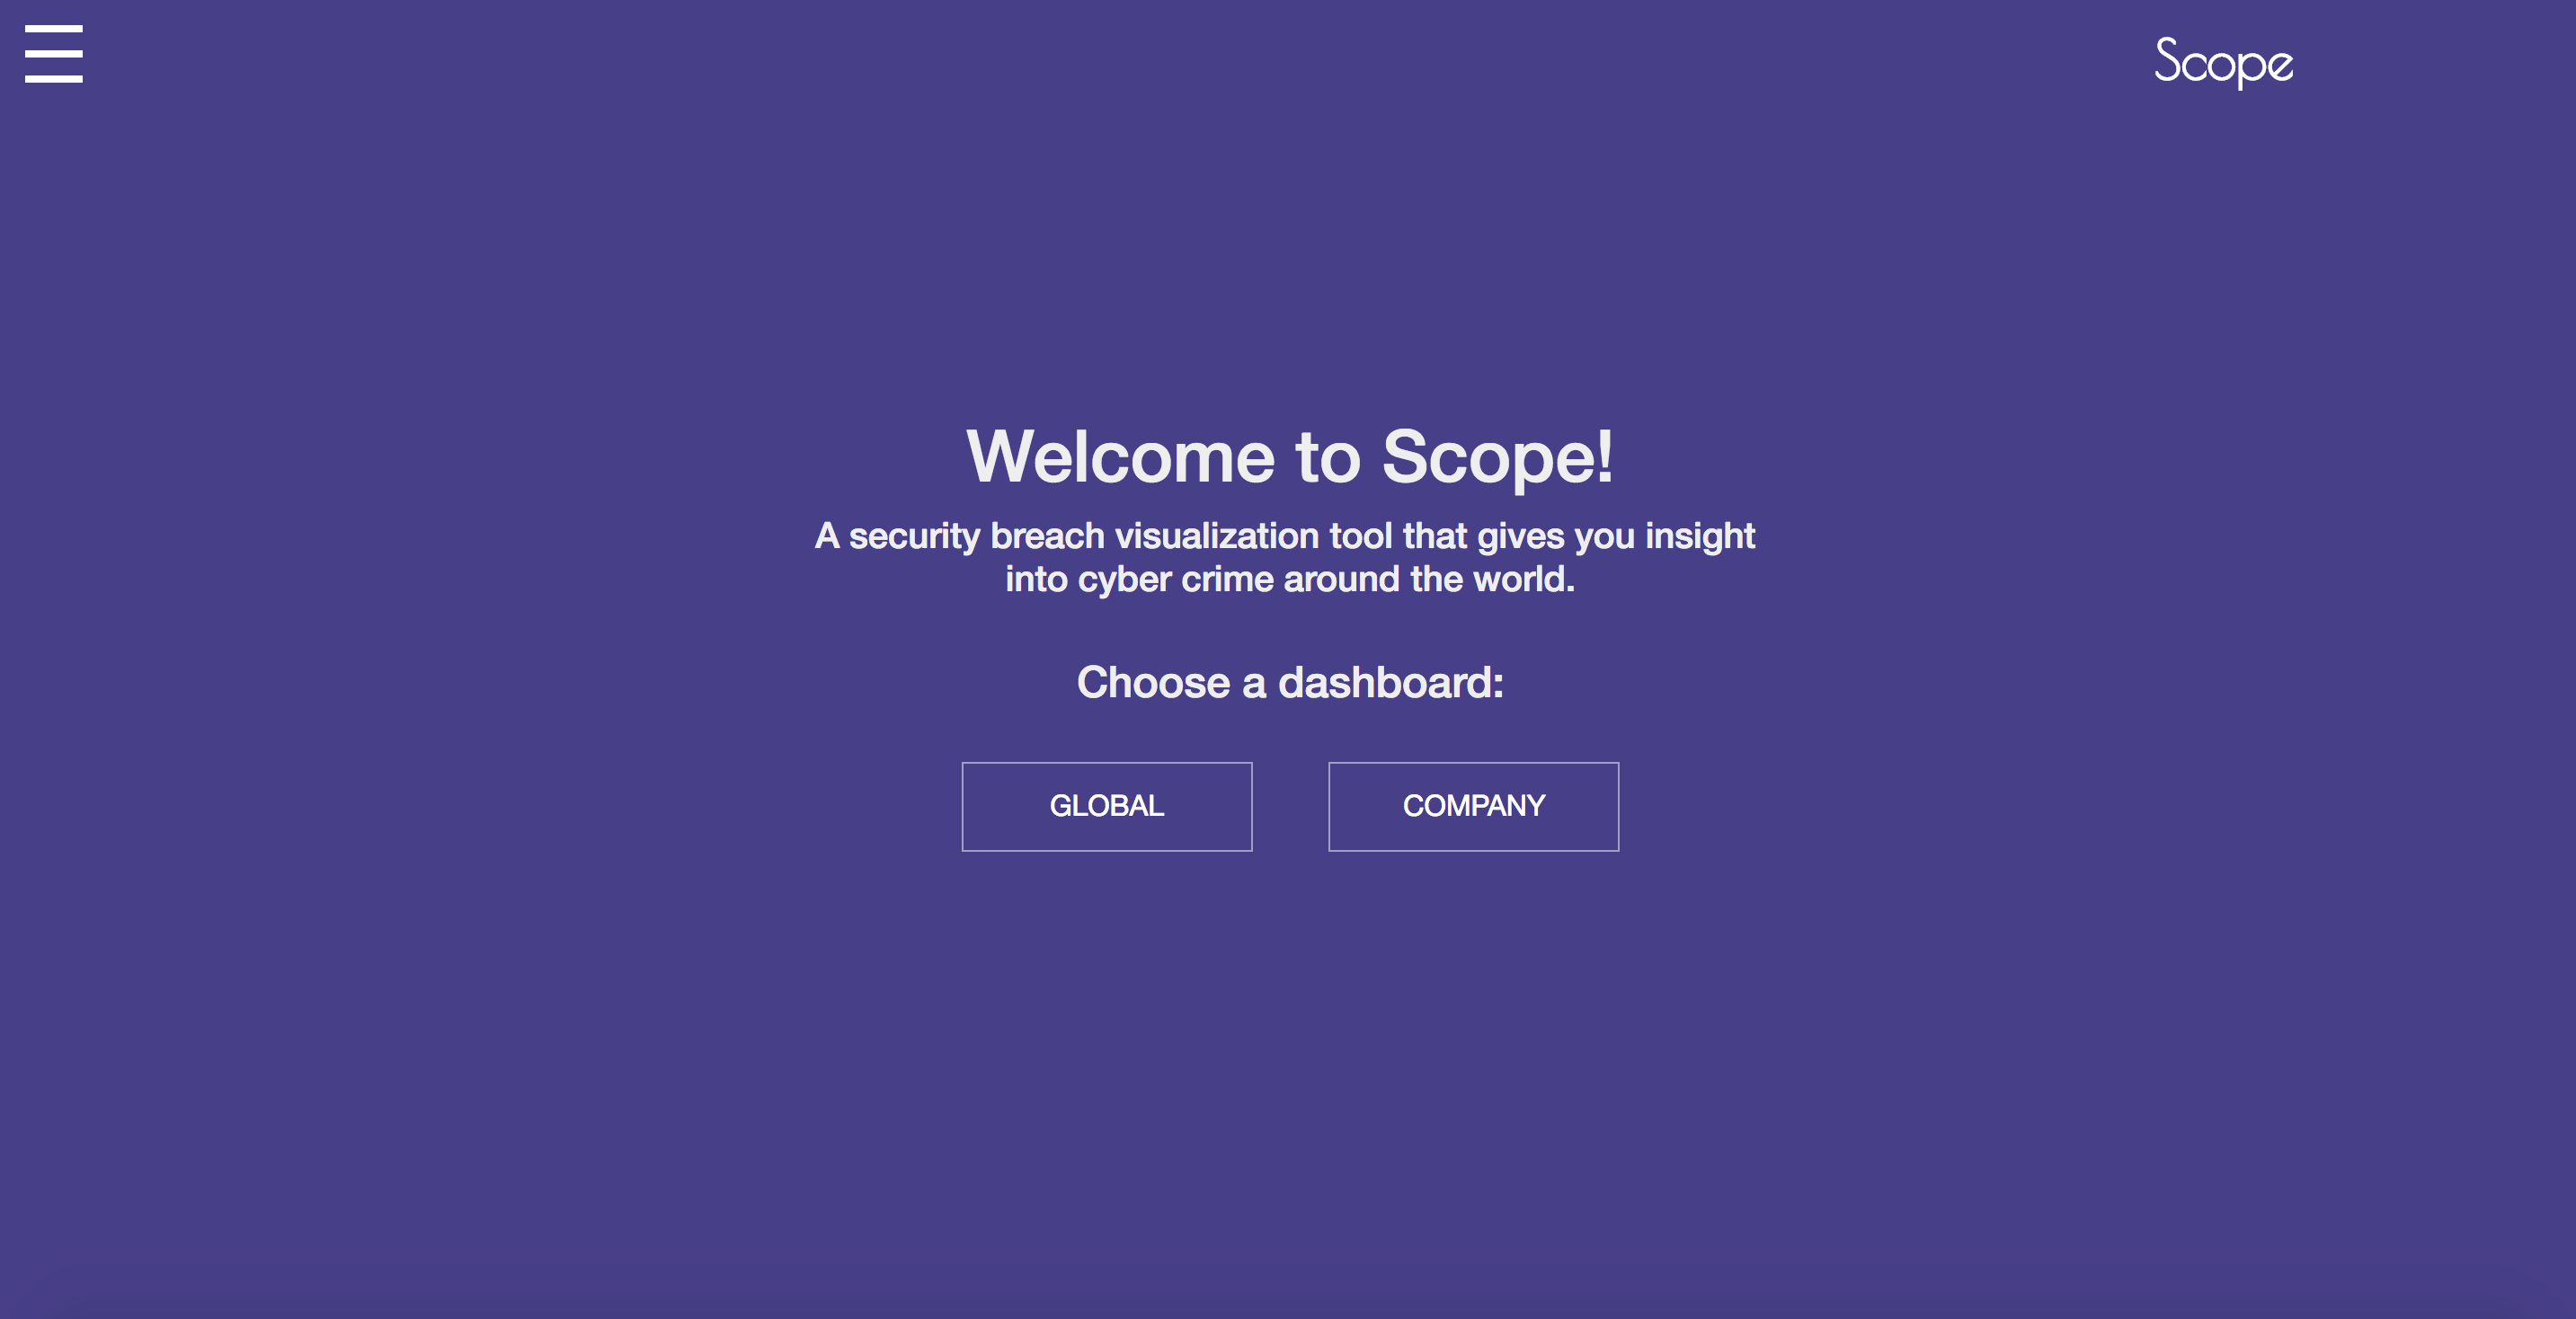 Scope
Welcome to Scope!
A security breach visualization tool that gives you insight
into cyber crime around the world.
Choose a dashboard:
GLOBAL
COMPANY